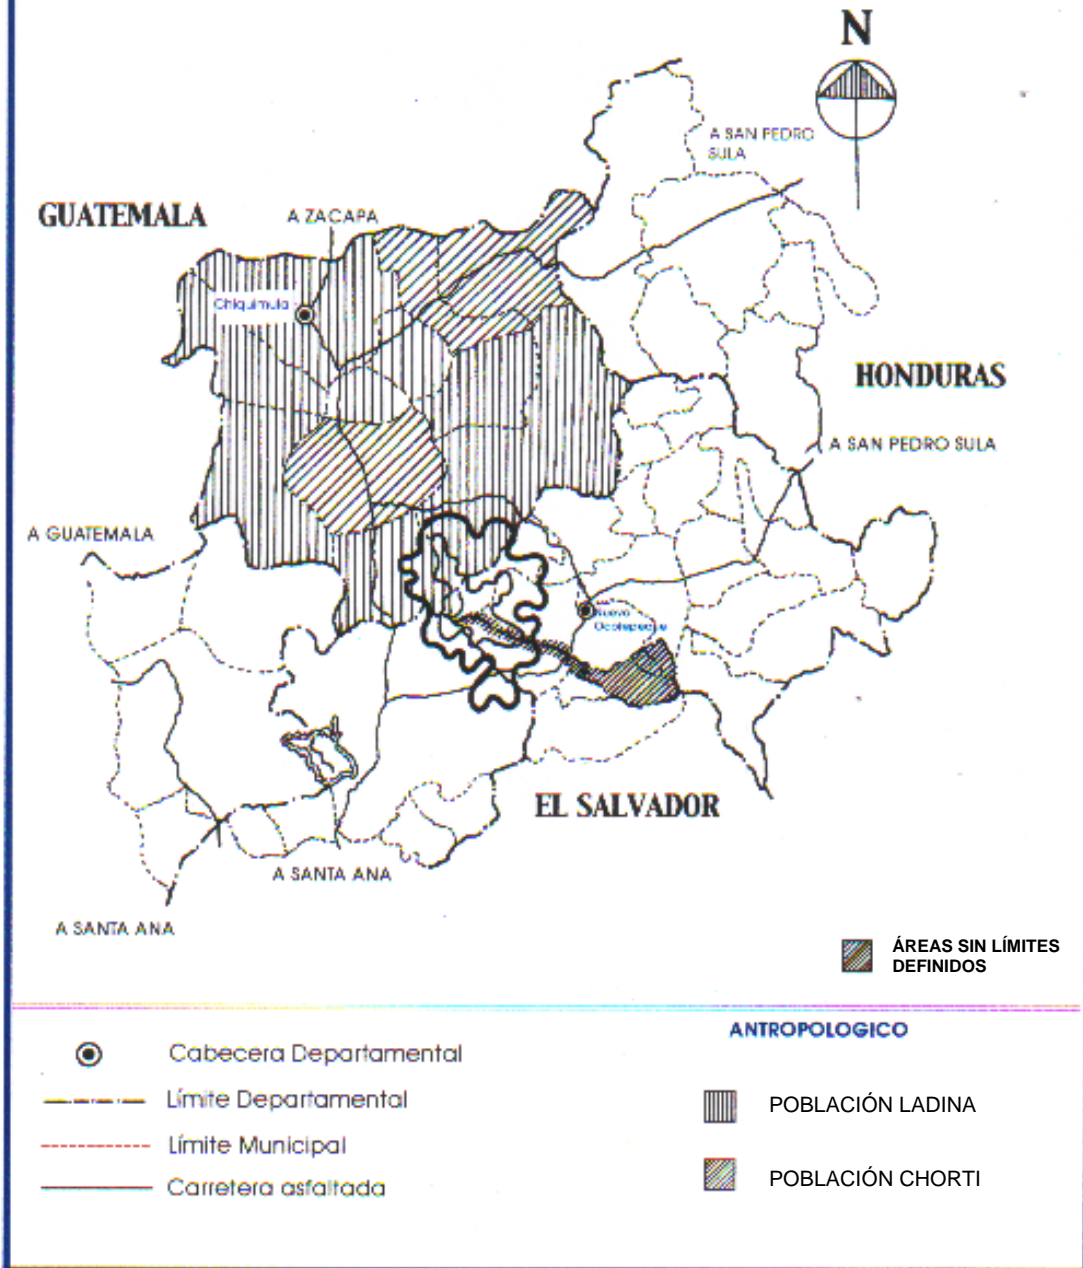 N
A SAN PEDRO
SULA
GUATEMALA
A ZACAPA
Chiquimula
HONDURAS
A SAN PEDRO SULA
A GUATEMALA
Nuevo
Ocotepeque
EL SALVADOR
A SANTA ANA
A SANTA ANA
ÁREAS SIN LÍMITES
DEFINIDOS
ANTROPOLOGICO
Cabecera Departamental
Límite Departamental
Límite Municipal
Carretera asfaltada
POBLACIÓN LADINA
POBLACIÓN CHORTI